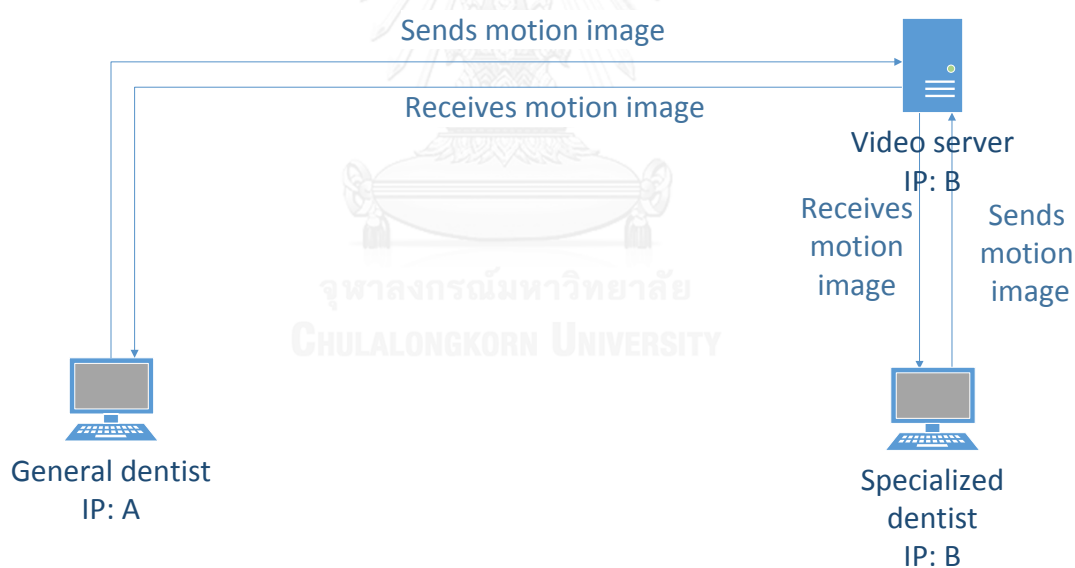 Sends motion image
Receives motion image
Video server
IP: B
Receives
motion
image
Sends
motion
image
จุฬาลงกรณ์มหาวิทยาลัย
CHULALONGKORN UNIVERSITY
General dentist
IP: A
Specialized
dentist
IP: B